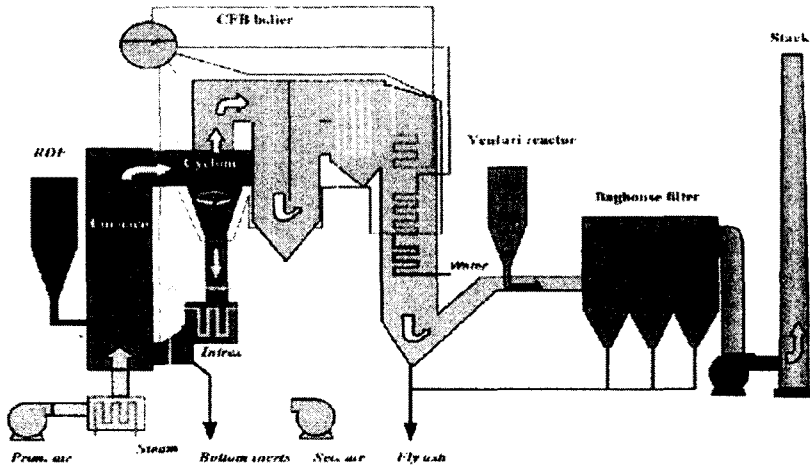 CFB boiler
Stack
RDF
Cyclone
Venturi reactor
Baghouse filter
Furnace
Water
Intrex
Steam
Prim. air
Bottom inerts
Sec. air
Fly ash